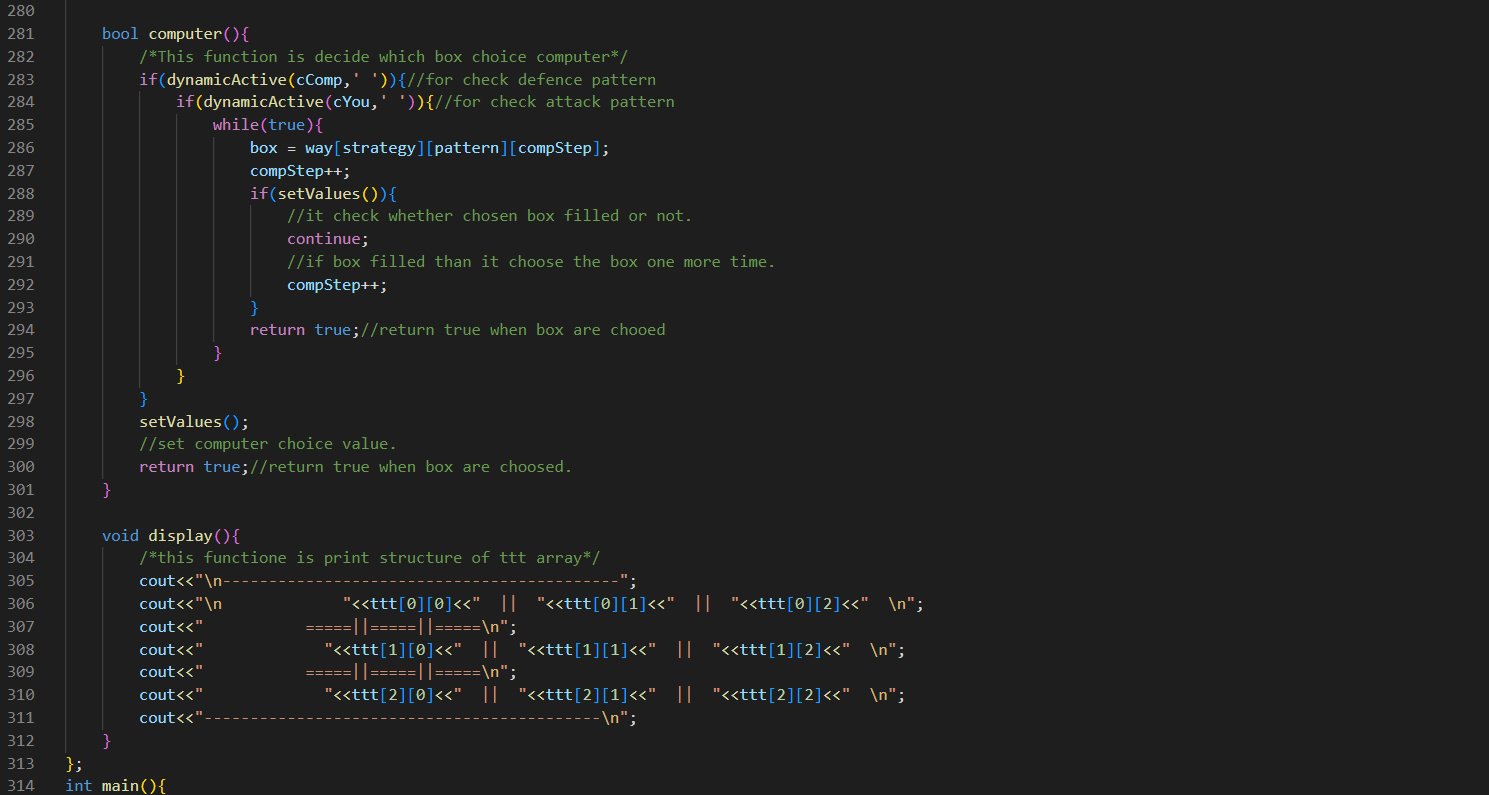 280
281 bool computer(){
282 /*This function is decide which box choice computer*/
283 if(dynamicActive(cComp,' ')){//for check defence pattern
284 if(dynamicActive(cYou,' ')){//for check attack pattern
285 while(true){
286 box = way[strategy][pattern][compStep];
287 compStep++;
288 if(setValues()){
289 //it check whether chosen box filled or not.
290 continue;
291 //if box filled than it choose the box one more time.
292 compStep++;
293 }
294 return true;//return true when box are chooed
295 }
296 }
297 }
298 setValues();
299 //set computer choice value.
300 return true;//return true when box are choosed.
301 }
302
303 void display(){
304 /*this functione is print structure of ttt array*/
305 cout<<"\n-------------------------------------------";
306 cout<<"\n             "<<ttt[0][0]<<"  ||  "<<ttt[0][1]<<"  ||  "<<ttt[0][2]<<"  \n";
307 cout<<"           =====||=====||=====\n";
308 cout<<"             "<<ttt[1][0]<<"  ||  "<<ttt[1][1]<<"  ||  "<<ttt[1][2]<<"  \n";
309 cout<<"           =====||=====||=====\n";
310 cout<<"             "<<ttt[2][0]<<"  ||  "<<ttt[2][1]<<"  ||  "<<ttt[2][2]<<"  \n";
311 cout<<"-------------------------------------------\n";
312 }
313 };
314 int main(){